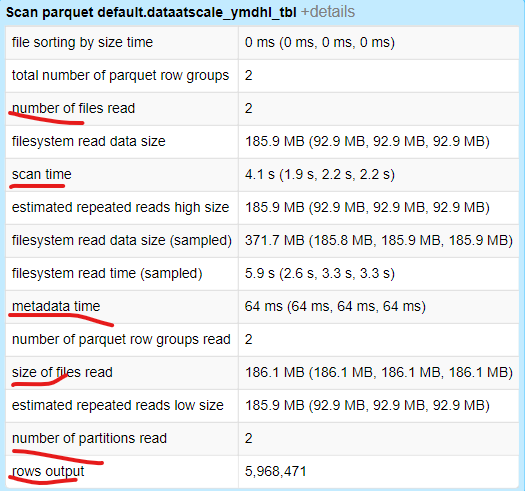 Scan parquet default.dataatscale_ymdhl_tbl +details
file sorting by size time 0 ms (0 ms, 0 ms, 0 ms)
total number of parquet row groups 2
number of files read 2
filesystem read data size 185.9 MB (92.9 MB, 92.9 MB, 92.9 MB)
scan time 4.1 s (1.9 s, 2.2 s, 2.2 s)
estimated repeated reads high size 185.9 MB (92.9 MB, 92.9 MB, 92.9 MB)
filesystem read data size (sampled) 371.7 MB (185.8 MB, 185.9 MB, 185.9 MB)
filesystem read time (sampled) 5.9 s (2.6 s, 3.3 s, 3.3 s)
metadata time 64 ms (64 ms, 64 ms, 64 ms)
number of parquet row groups read 2
size of files read 186.1 MB (186.1 MB, 186.1 MB, 186.1 MB)
estimated repeated reads low size 185.9 MB (92.9 MB, 92.9 MB, 92.9 MB)
number of partitions read 2
rows output 5,968,471